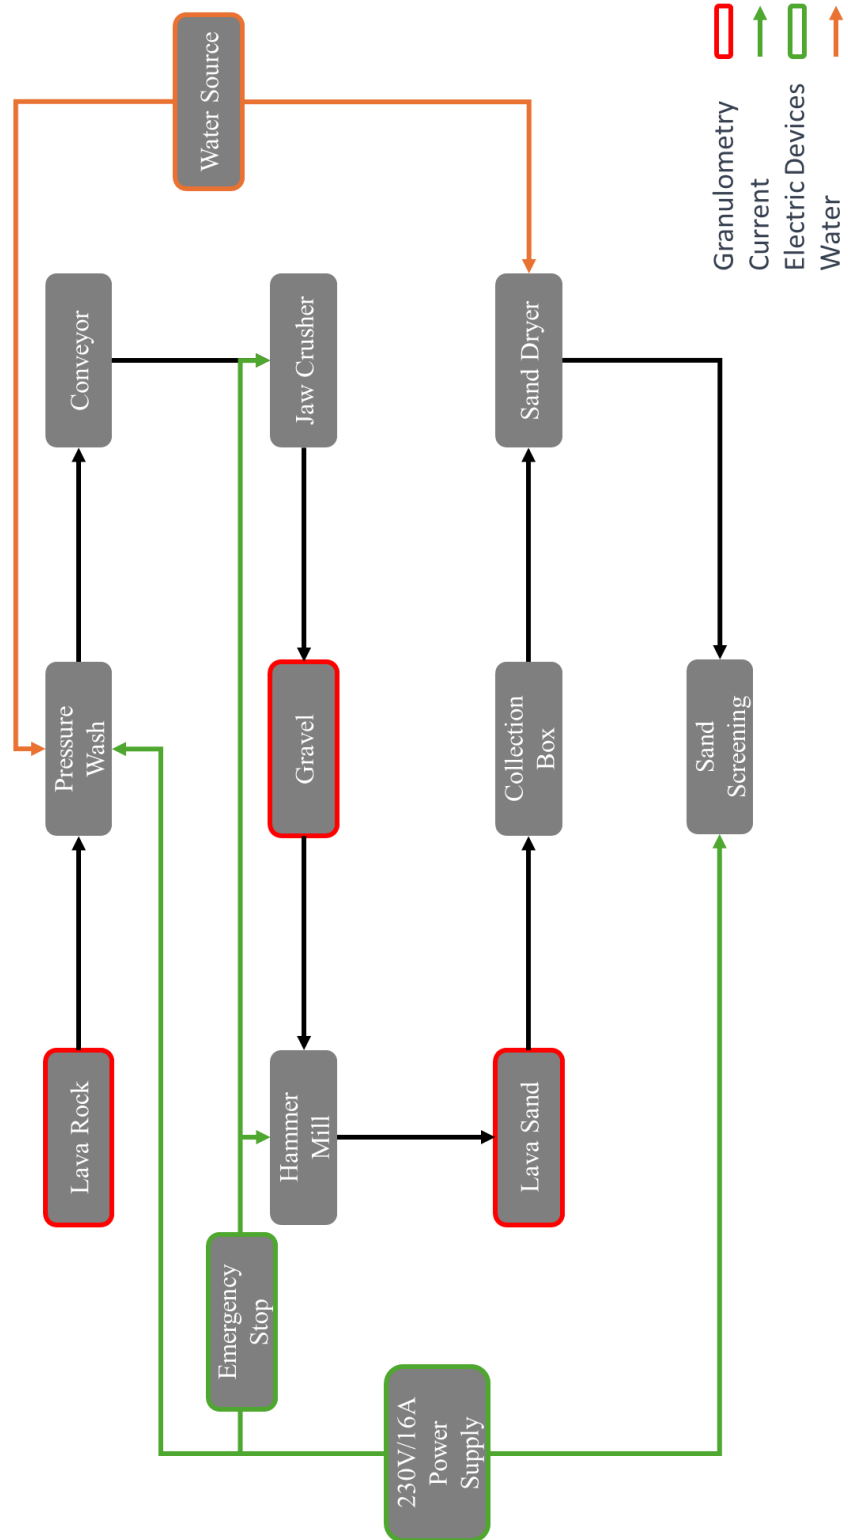 Lava Rock
Pressure
Wash
Conveyor
Water Source
Emergency
Stop
Hammer
Mill
Gravel
Jaw Crusher
230V/16A
Power
Supply
Lava Sand
Collection
Box
Sand Dryer
Sand
Screening
Granulometry
Current
Electric Devices
Water